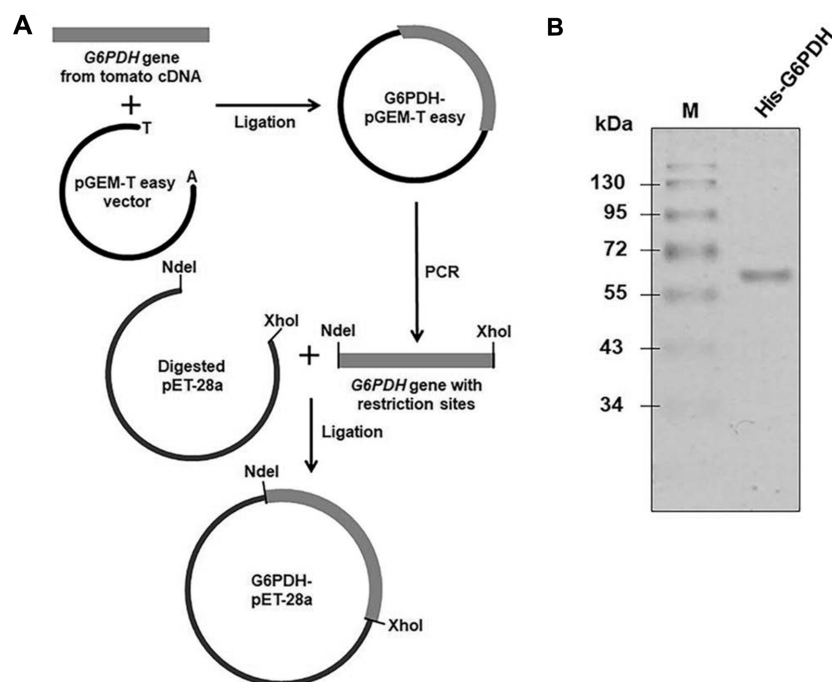 A
G6PDH gene
from tomato cDNA
+
T
A
pGEM-T easy
vector
Ligation
G6PDH-
pGEM-T easy
PCR
NdeI
XhoI
Digested
pET-28a
+
NdeI
XhoI
G6PDH gene with
restriction sites
Ligation
NdeI
G6PDH-
pET-28a
XhoI
B
kDa
M
His-G6PDH
130
95
72
55
43
34